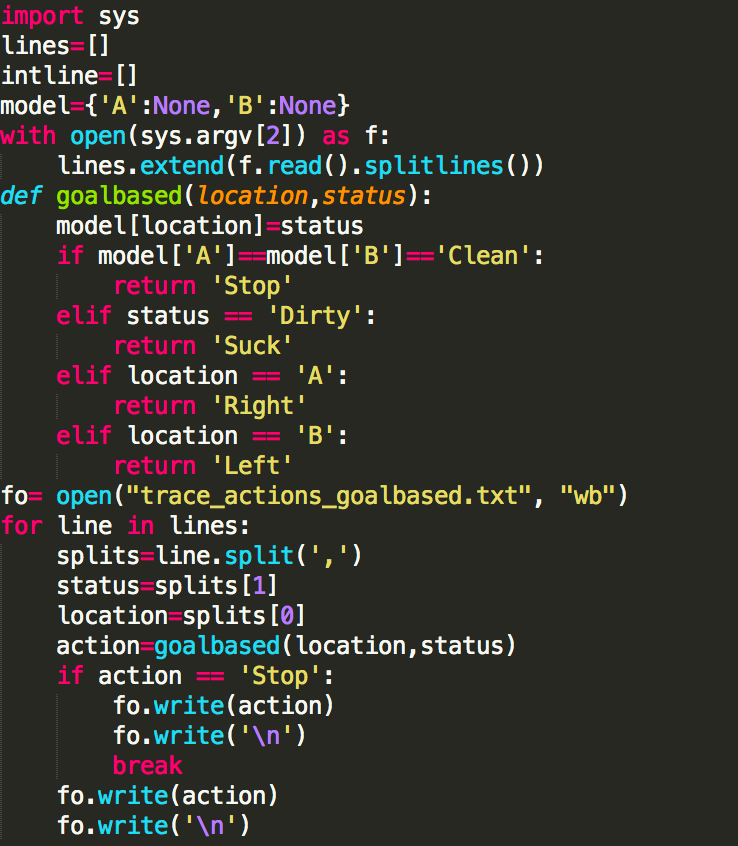 import sys
lines=[]
intline=[]
model={'A':None,'B':None}
with open(sys.argv[2]) as f:
    lines.extend(f.read().splitlines())
def goalbased(location,status):
    model[location]=status
    if model['A']==model['B']=='Clean':
        return 'Stop'
    elif status == 'Dirty':
        return 'Suck'
    elif location == 'A':
        return 'Right'
    elif location == 'B':
        return 'Left'
fo= open("trace_actions_goalbased.txt", "wb")
for line in lines:
    splits=line.split(',')
    status=splits[1]
    location=splits[0]
    action=goalbased(location,status)
    if action == 'Stop':
        fo.write(action)
        fo.write('\n')
        break
    fo.write(action)
    fo.write('\n')